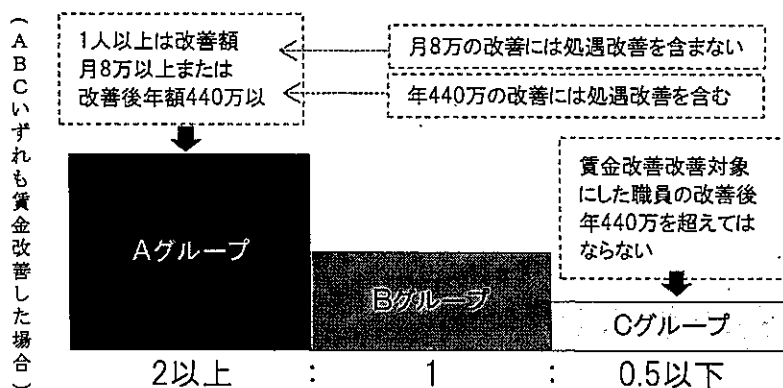 (ABCいずれも賃金改善した場合)
1人以上は改善額
月8万以上または
改善後年額440万以
月8万の改善には処遇改善を含まない
年440万の改善には処遇改善を含む
賃金改善改善対象
にした職員の改善後
年440万を超えては
ならない
Aグループ
Bグループ
Cグループ
2以上 : 1 : 0.5以下